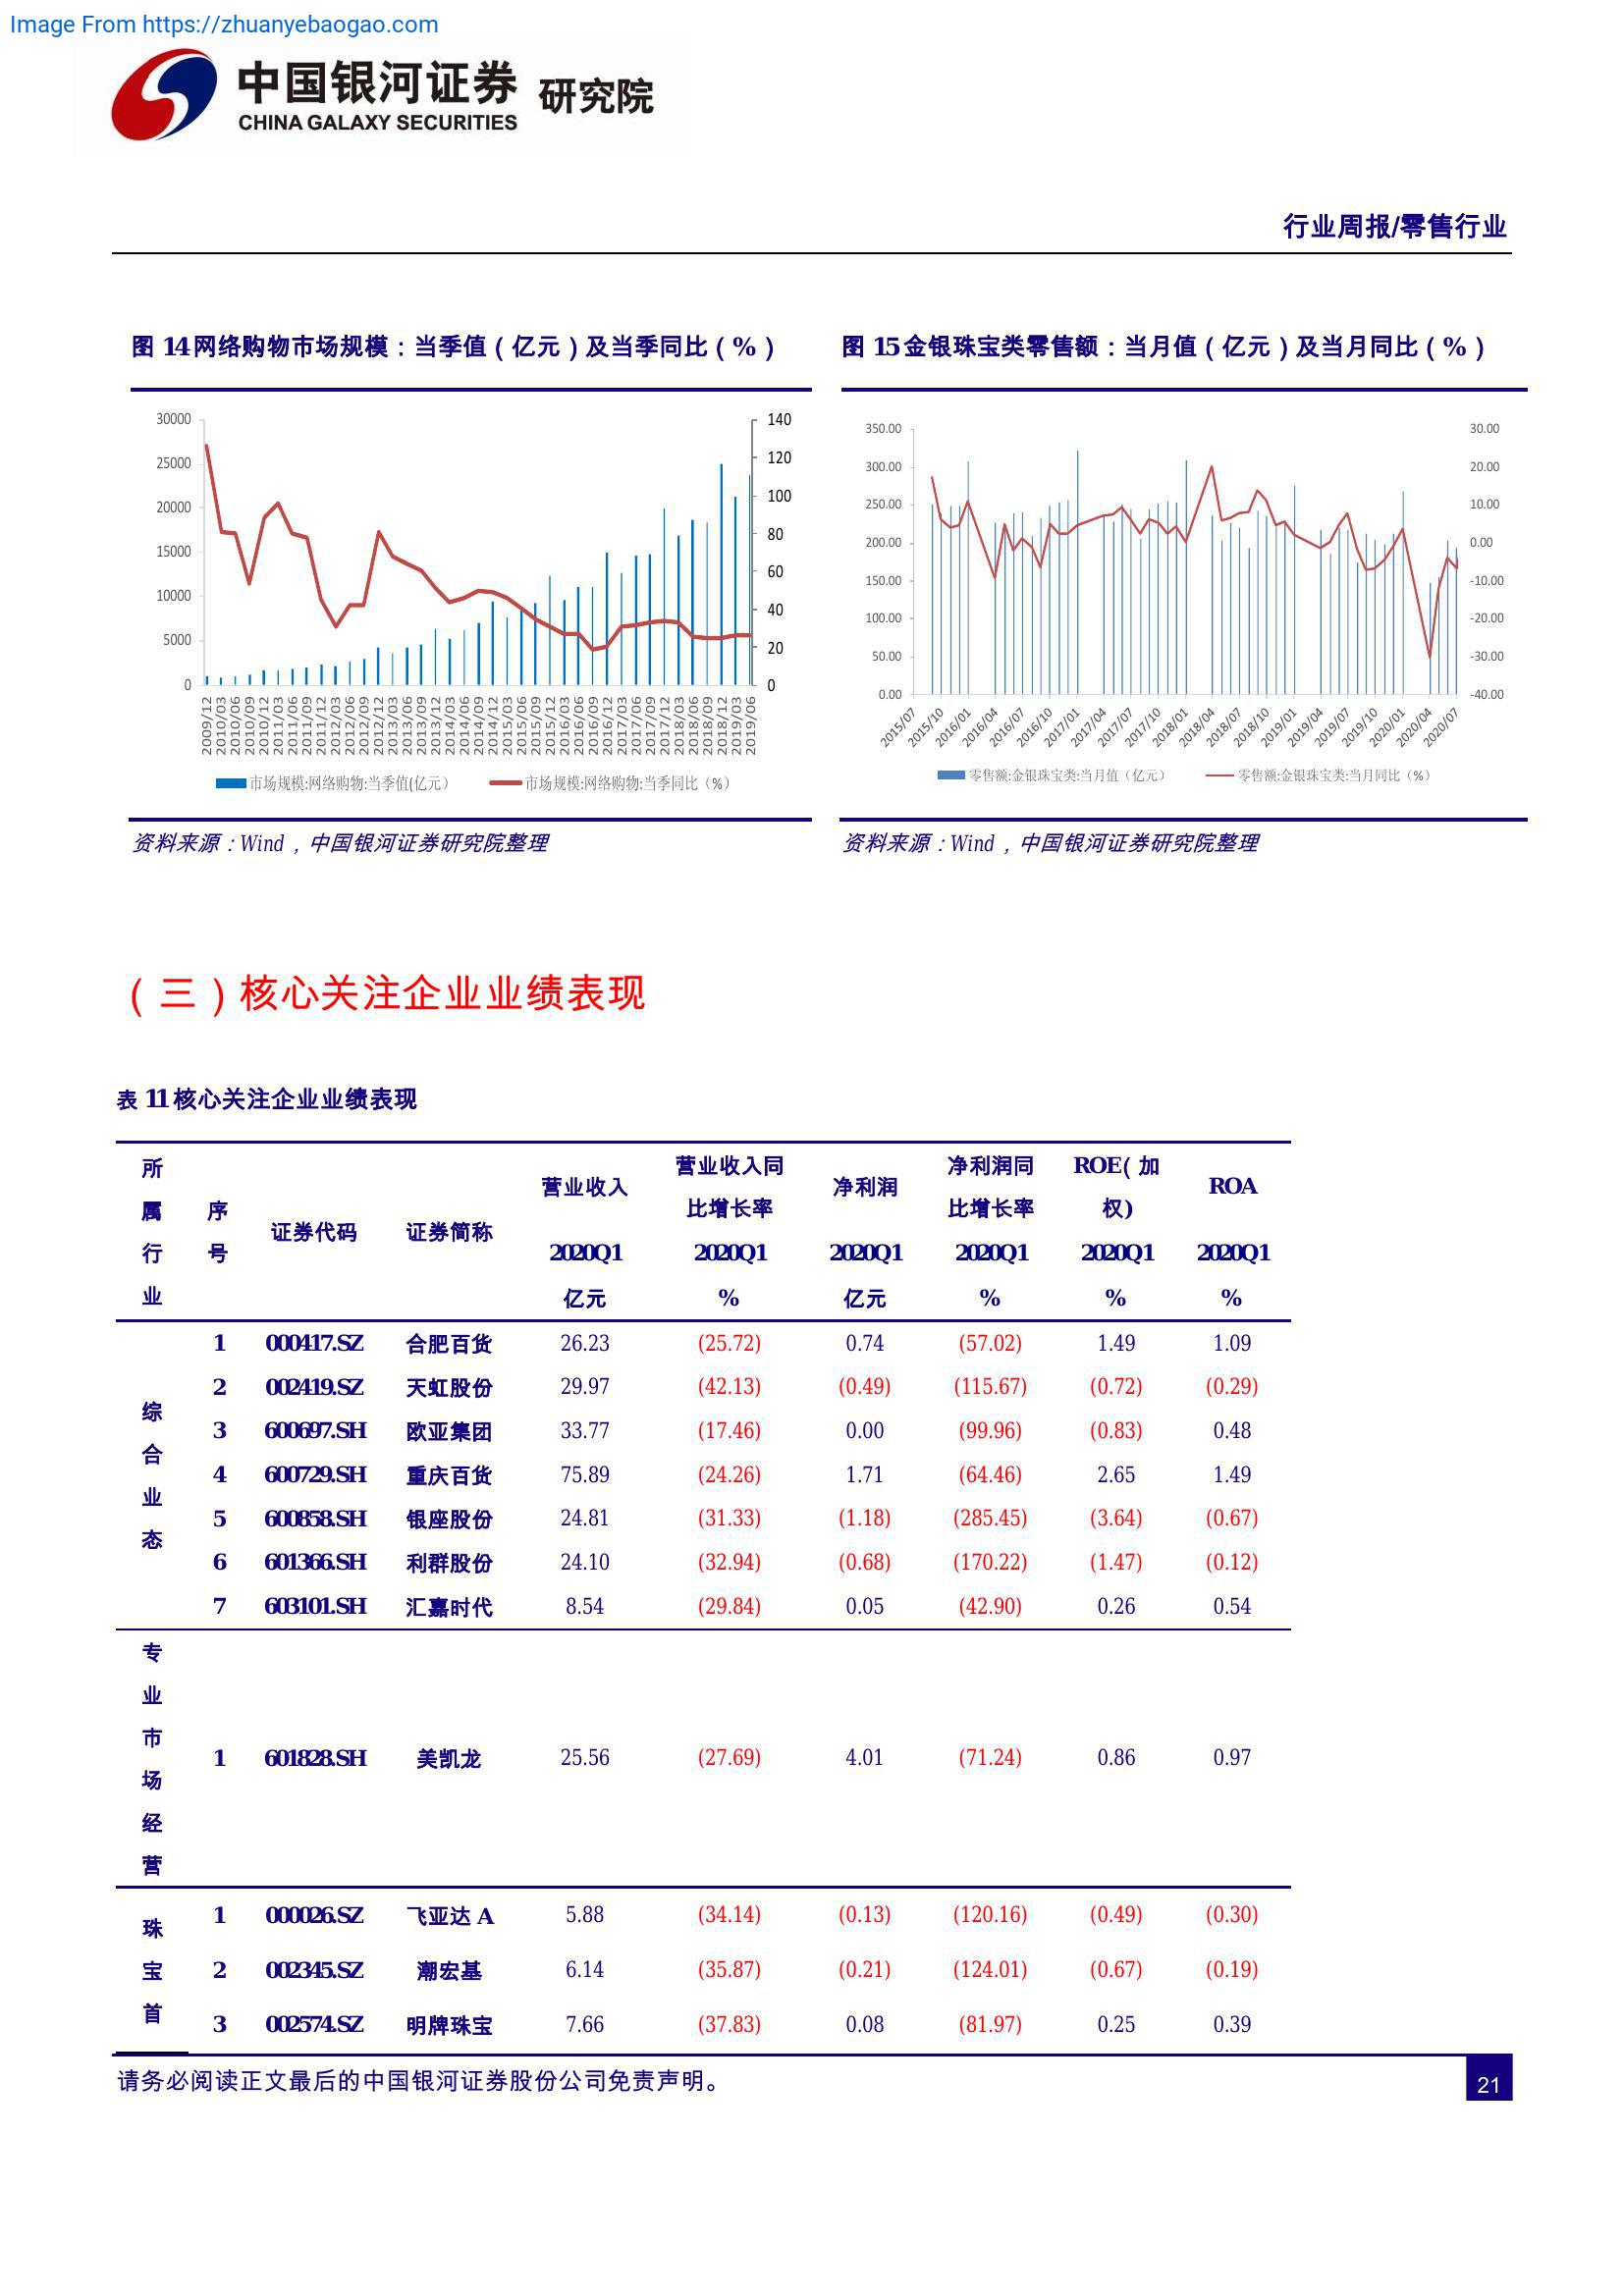 Image From https://zhuanyebaogao.com
中国银河证券 研究院
CHINA GALAXY SECURITIES
行业周报/零售行业
图 14 网络购物市场规模：当季值（亿元）及当季同比（%）
30000
25000
20000
15000
10000
5000
0
140
120
100
80
60
40
20
0
2009/12 2010/03 2010/06 2010/09 2010/12 2011/03 2011/06 2011/09 2011/12 2012/03 2012/06 2012/09 2012/12 2013/03 2013/06 2013/09 2013/12 2014/03 2014/06 2014/09 2014/12 2015/03 2015/06 2015/09 2015/12 2016/03 2016/06 2016/09 2016/12 2017/03 2017/06 2017/09 2017/12 2018/03 2018/06 2018/09 2018/12 2019/03 2019/06
市场规模:网络购物:当季值(亿元） 市场规模:网络购物:当季同比（%）
资料来源：Wind，中国银河证券研究院整理
图 15 金银珠宝类零售额：当月值（亿元）及当月同比（%）
350.00
300.00
250.00
200.00
150.00
100.00
50.00
0.00
30.00
20.00
10.00
0.00
-10.00
-20.00
-30.00
-40.00
2015/07 2015/10 2016/01 2016/04 2016/07 2016/10 2017/01 2017/04 2017/07 2017/10 2018/01 2018/04 2018/07 2018/10 2019/01 2019/04 2019/07 2019/10 2020/01 2020/04 2020/07
零售额:金银珠宝类:当月值（亿元） 零售额:金银珠宝类:当月同比（%）
资料来源：Wind，中国银河证券研究院整理
（三）核心关注企业业绩表现
表 11 核心关注企业业绩表现
所属行业 序号 证券代码 证券简称 营业收入 营业收入同比增长率 净利润 净利润同比增长率 ROE(加权) ROA
2020Q1 2020Q1 2020Q1 2020Q1 2020Q1 2020Q1
亿元 % 亿元 % % %
综合业态
1 000417.SZ 合肥百货 26.23 (25.72) 0.74 (57.02) 1.49 1.09
2 002419.SZ 天虹股份 29.97 (42.13) (0.49) (115.67) (0.72) (0.29)
3 600697.SH 欧亚集团 33.77 (17.46) 0.00 (99.96) (0.83) 0.48
4 600729.SH 重庆百货 75.89 (24.26) 1.71 (64.46) 2.65 1.49
5 600858.SH 银座股份 24.81 (31.33) (1.18) (285.45) (3.64) (0.67)
6 601366.SH 利群股份 24.10 (32.94) (0.68) (170.22) (1.47) (0.12)
7 603101.SH 汇嘉时代 8.54 (29.84) 0.05 (42.90) 0.26 0.54
专业市场经营
1 601828.SH 美凯龙 25.56 (27.69) 4.01 (71.24) 0.86 0.97
珠宝首
1 000026.SZ 飞亚达 A 5.88 (34.14) (0.13) (120.16) (0.49) (0.30)
2 002345.SZ 潮宏基 6.14 (35.87) (0.21) (124.01) (0.67) (0.19)
3 002574.SZ 明牌珠宝 7.66 (37.83) 0.08 (81.97) 0.25 0.39
请务必阅读正文最后的中国银河证券股份公司免责声明。
21